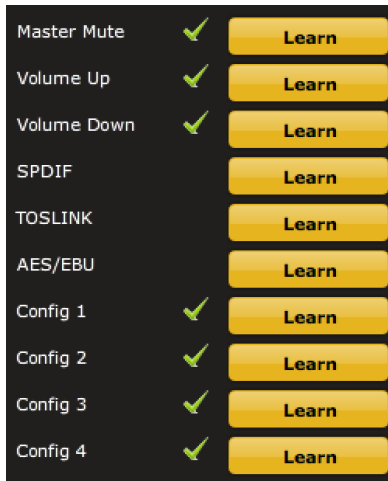 Master Mute Learn
Volume Up Learn
Volume Down Learn
SPDIF Learn
TOSLINK Learn
AES/EBU Learn
Config 1 Learn
Config 2 Learn
Config 3 Learn
Config 4 Learn